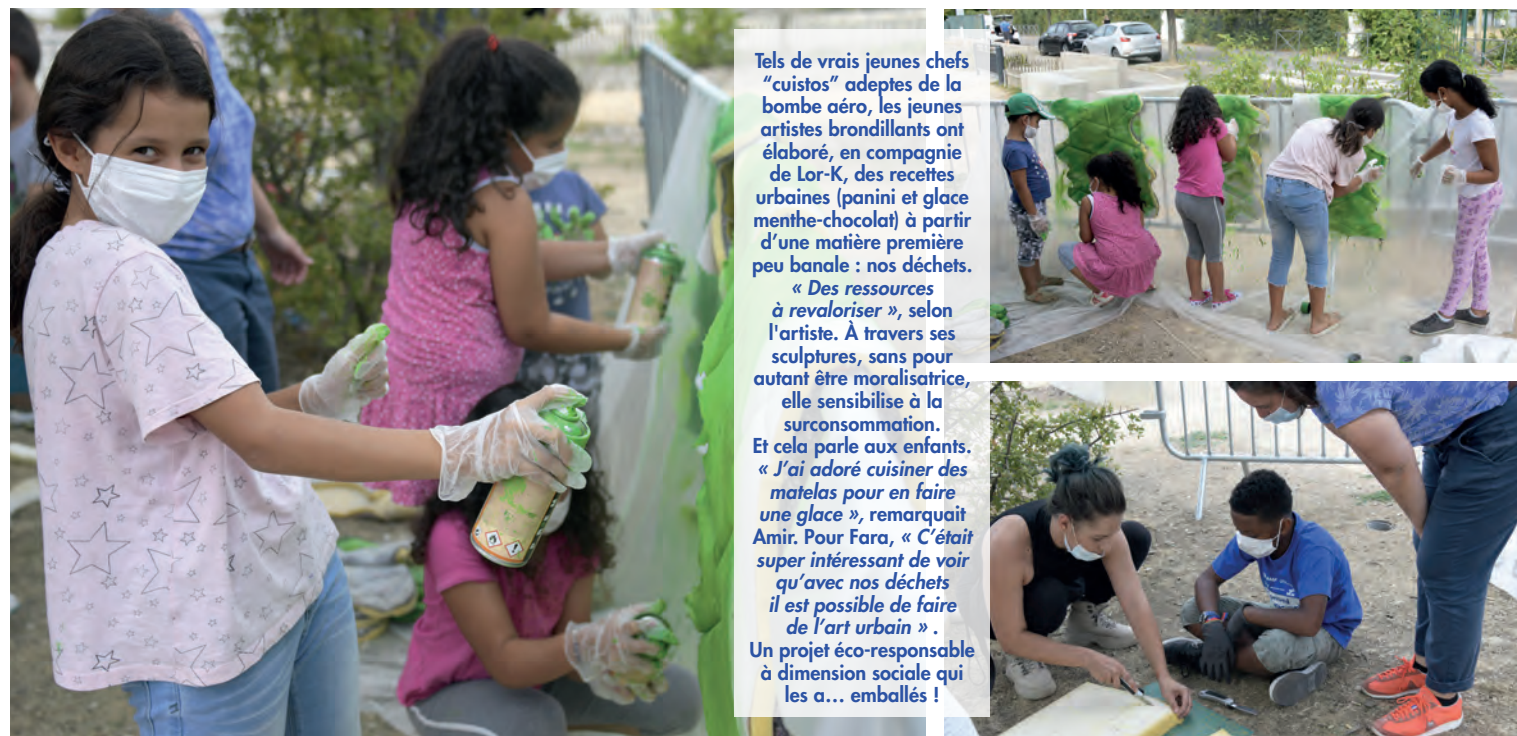 Tels de vrais jeunes chefs
“cuistos” adeptes de la
bombe aéro, les jeunes
artistes brondillants ont
élaboré, en compagnie
de Lor-K, des recettes
urbaines (panini et glace
menthe-chocolat) à partir
d’une matière première
peu banale : nos déchets.
« Des ressources
à revaloriser », selon
l'artiste. À travers ses
sculptures, sans pour
autant être moralisatrice,
elle sensibilise à la
surconsommation.
Et cela parle aux enfants.
« J’ai adoré cuisiner des
matelas pour en faire
une glace », remarquait
Amir. Pour Fara, « C’était
super intéressant de voir
qu’avec nos déchets
il est possible de faire
de l’art urbain » .
Un projet éco-responsable
à dimension sociale qui
les a… emballés !